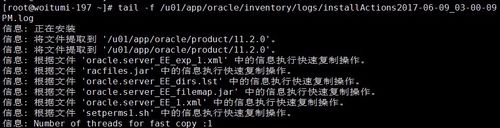 [root@woitumi-197 ~]# tail -f /u01/app/oracle/inventory/logs/installActions2017-06-09_03-00-09
PM.log
信息: 正在安装
信息: 将文件提取到 '/u01/app/oracle/product/11.2.0'。
信息: 将文件提取到 '/u01/app/oracle/product/11.2.0'。
信息: 根据文件 'oracle.server_EE_exp_1.xml' 中的信息执行快速复制操作。
信息: 根据文件 'racfiles.jar' 中的信息执行快速复制操作。
信息: 根据文件 'oracle.server_EE_dirs.lst' 中的信息执行快速复制操作。
信息: 根据文件 'oracle.server_EE_filemap.jar' 中的信息执行快速复制操作。
信息: 根据文件 'oracle.server_EE_1.xml' 中的信息执行快速复制操作。
信息: 根据文件 'setperms1.sh' 中的信息执行快速复制操作。
信息: Number of threads for fast copy :1